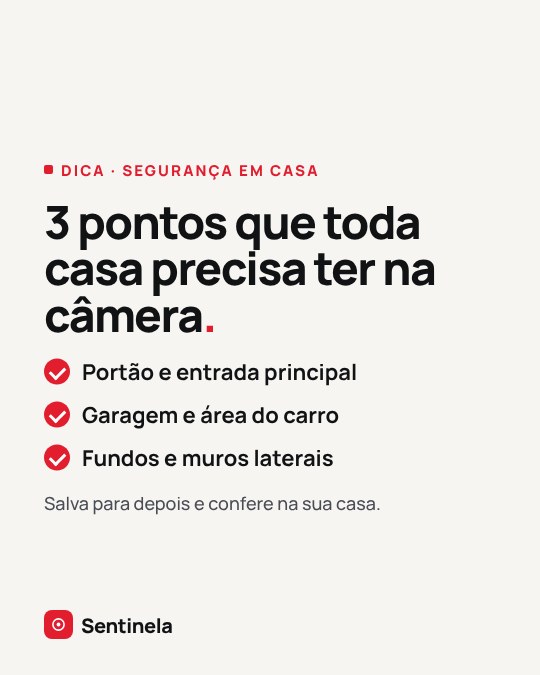 DICA · SEGURANÇA EM CASA
3 pontos que toda
casa precisa ter na
câmera.
Portão e entrada principal
Garagem e área do carro
Fundos e muros laterais
Salva para depois e confere na sua casa.
Sentinela